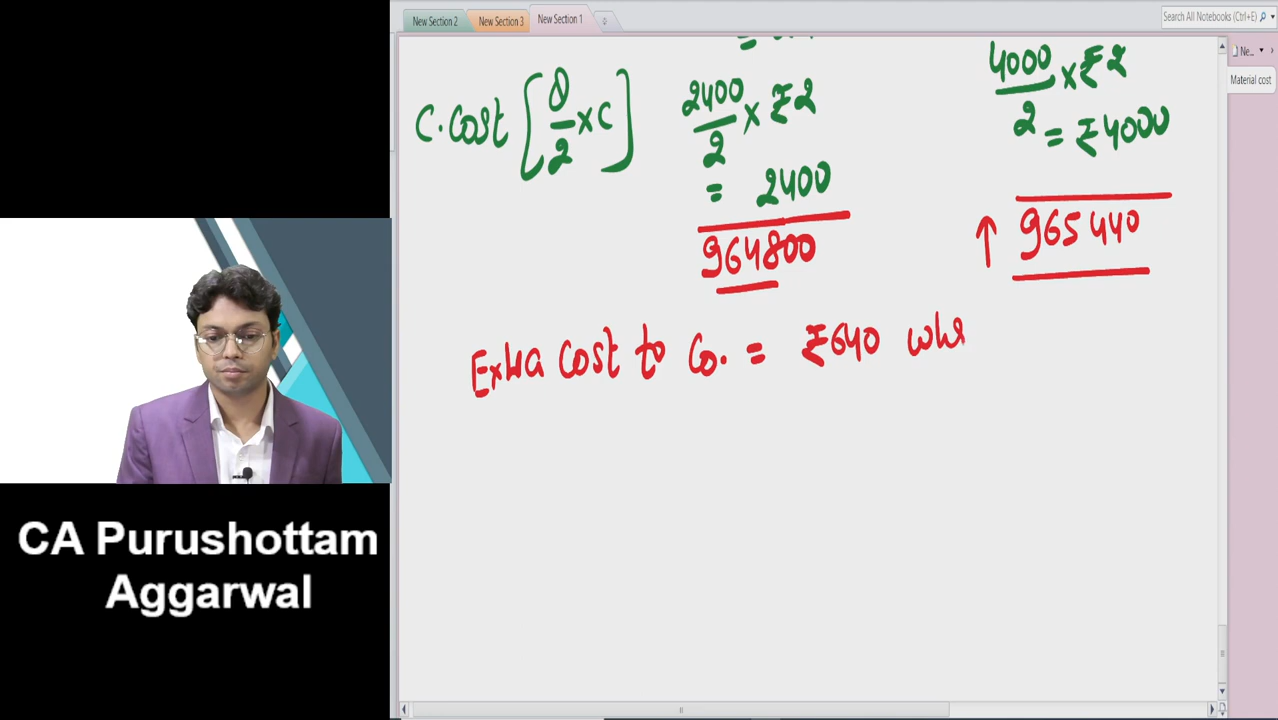 New Section 2 New Section 3 New Section 1
Search All Notebooks (Ctrl+E)
Ne...
Material cost
C. Cost [Q/2 × C]
2400/2 × ₹2
= 2400
964800
4000/2 × ₹2
= ₹4000
↑ 965440
Extra Cost to Co. = ₹640
CA Purushottam
Aggarwal